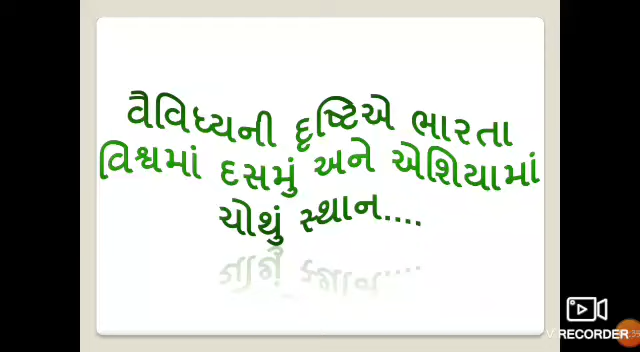 વૈવિધ્યની દૃષ્ટિએ ભારતા
વિશ્વમાં દસમું અને એશિયામાં
ચોથું સ્થાન....
V. RECORDER